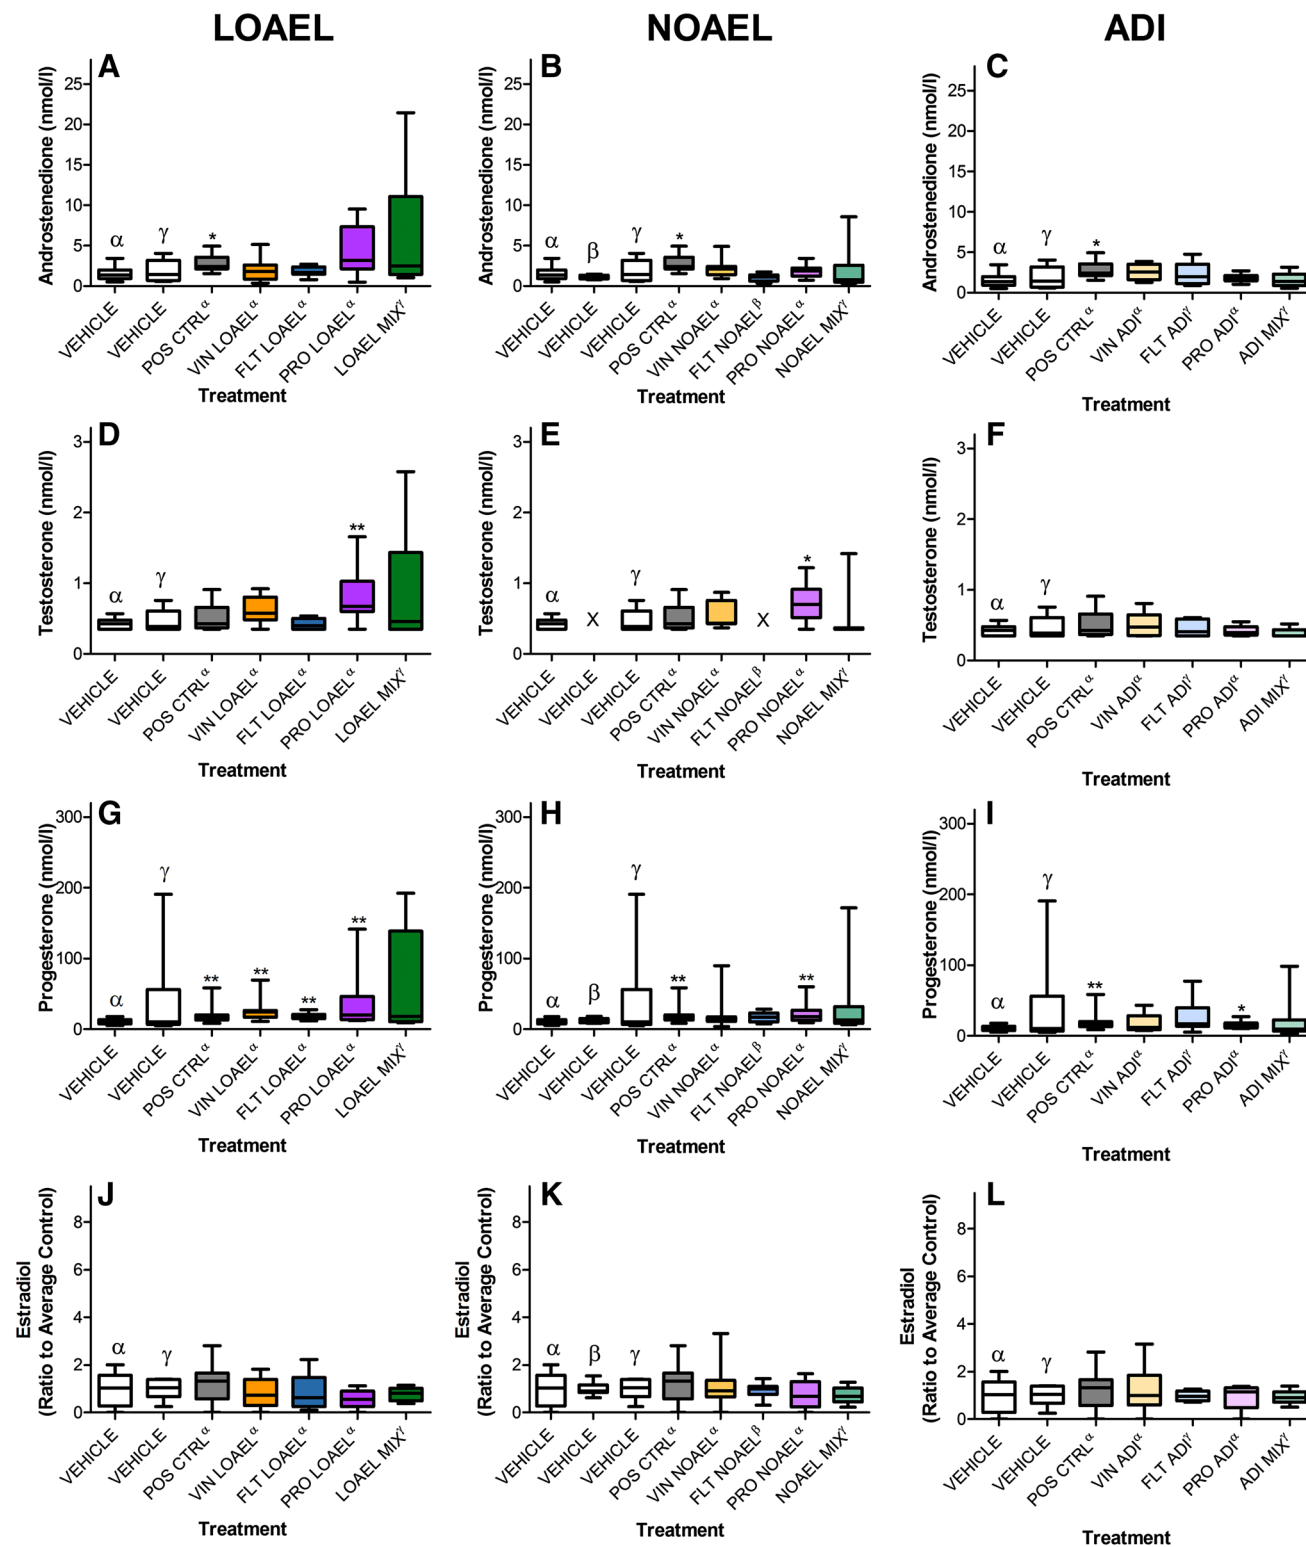 LOAEL NOAEL ADI
A
Androstenedione (nmol/l)
25
20
15
10
5
0
α γ *
VEHICLE
VEHICLE
POS CTRLα
VIN LOAELα
FLT LOAELα
PRO LOAELα
LOAEL MIXγ
Treatment
B
Androstenedione (nmol/l)
25
20
15
10
5
0
α β γ *
VEHICLE
VEHICLE
VEHICLE
POS CTRLα
VIN NOAELα
FLT NOAELβ
PRO NOAELα
NOAEL MIXγ
Treatment
C
Androstenedione (nmol/l)
25
20
15
10
5
0
α γ *
VEHICLE
VEHICLE
POS CTRLα
VIN ADIα
FLT ADIγ
PRO ADIα
ADI MIXγ
Treatment
D
Testosterone (nmol/l)
3
2
1
0
α γ **
VEHICLE
VEHICLE
POS CTRLα
VIN LOAELα
FLT LOAELα
PRO LOAELα
LOAEL MIXγ
Treatment
E
Testosterone (nmol/l)
3
2
1
0
α X γ X *
VEHICLE
VEHICLE
VEHICLE
POS CTRLα
VIN NOAELα
FLT NOAELβ
PRO NOAELα
NOAEL MIXγ
Treatment
F
Testosterone (nmol/l)
3
2
1
0
α γ
VEHICLE
VEHICLE
POS CTRLα
VIN ADIα
FLT ADIγ
PRO ADIα
ADI MIXγ
Treatment
G
Progesterone (nmol/l)
300
200
100
0
α γ ** ** ** **
VEHICLE
VEHICLE
POS CTRLα
VIN LOAELα
FLT LOAELα
PRO LOAELα
LOAEL MIXγ
Treatment
H
Progesterone (nmol/l)
300
200
100
0
α β γ ** **
VEHICLE
VEHICLE
VEHICLE
POS CTRLα
VIN NOAELα
FLT NOAELβ
PRO NOAELα
NOAEL MIXγ
Treatment
I
Progesterone (nmol/l)
300
200
100
0
α γ ** *
VEHICLE
VEHICLE
POS CTRLα
VIN ADIα
FLT ADIγ
PRO ADIα
ADI MIXγ
Treatment
J
Estradiol
(Ratio to Average Control)
8
6
4
2
0
α γ
VEHICLE
VEHICLE
POS CTRLα
VIN LOAELα
FLT LOAELα
PRO LOAELα
LOAEL MIXγ
Treatment
K
Estradiol
(Ratio to Average Control)
8
6
4
2
0
α β γ
VEHICLE
VEHICLE
VEHICLE
POS CTRLα
VIN NOAELα
FLT NOAELβ
PRO NOAELα
NOAEL MIXγ
Treatment
L
Estradiol
(Ratio to Average Control)
8
6
4
2
0
α γ
VEHICLE
VEHICLE
POS CTRLα
VIN ADIα
FLT ADIγ
PRO ADIα
ADI MIXγ
Treatment